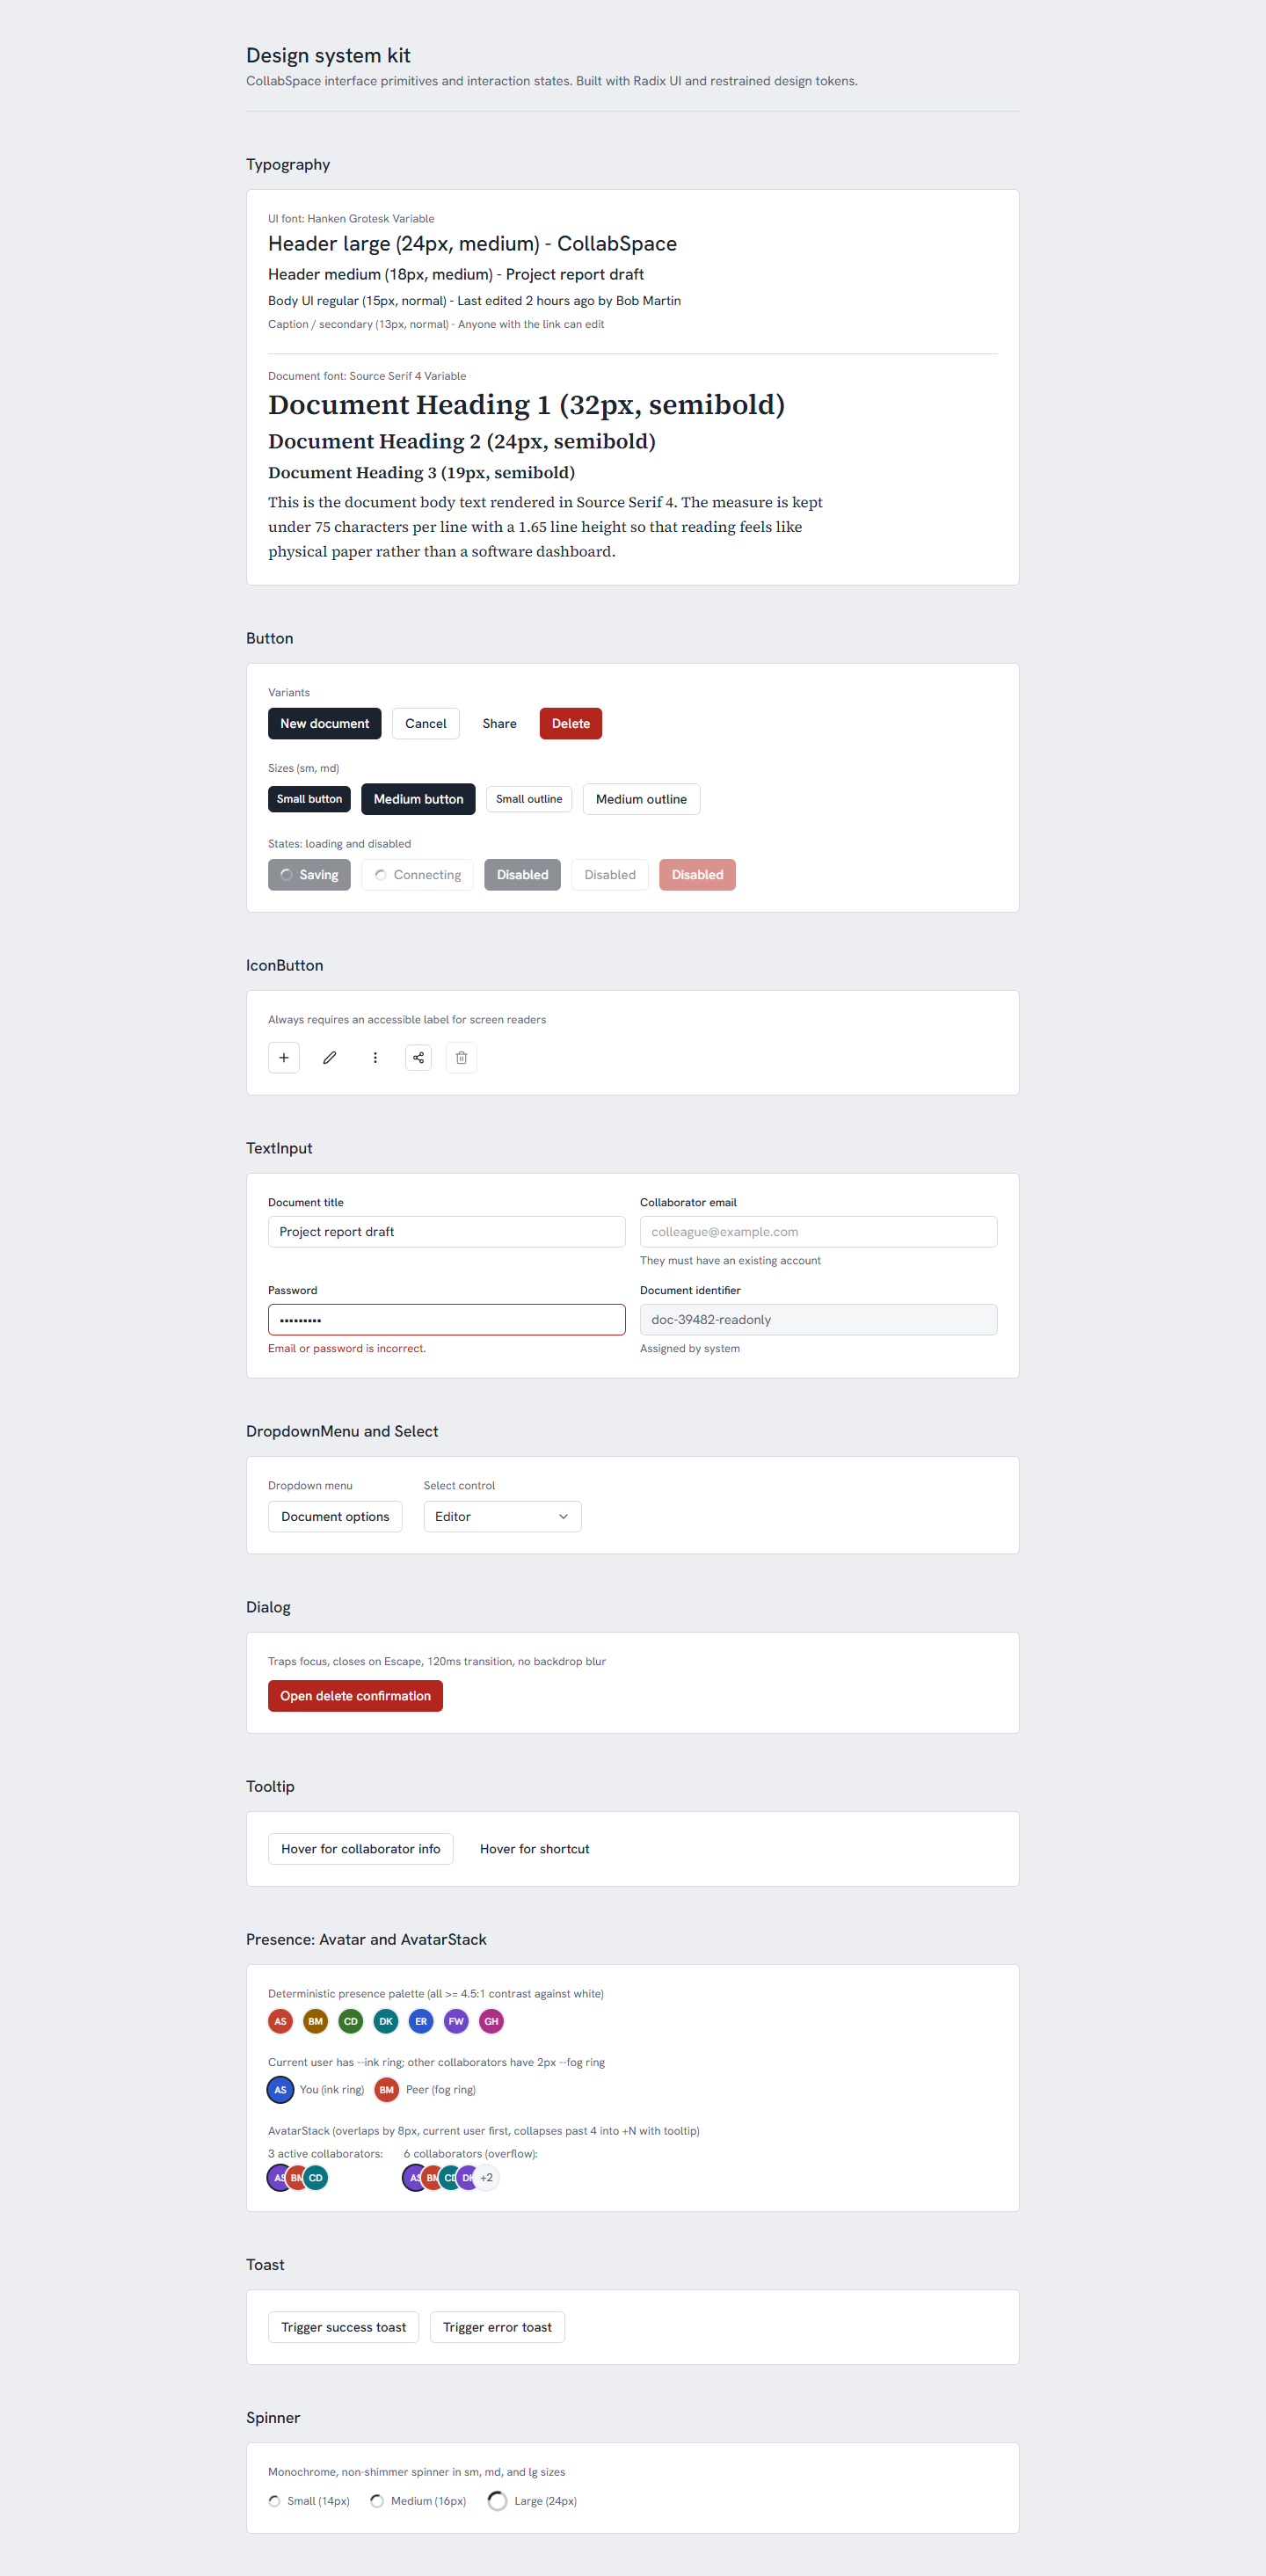 Design system kit
CollabSpace interface primitives and interaction states. Built with Radix UI and restrained design tokens.
Typography
UI font: Hanken Grotesk Variable
Header large (24px, medium) - CollabSpace
Header medium (18px, medium) - Project report draft
Body UI regular (15px, normal) - Last edited 2 hours ago by Bob Martin
Caption / secondary (13px, normal) - Anyone with the link can edit
Document font: Source Serif 4 Variable
Document Heading 1 (32px, semibold)
Document Heading 2 (24px, semibold)
Document Heading 3 (19px, semibold)
This is the document body text rendered in Source Serif 4. The measure is kept
under 75 characters per line with a 1.65 line height so that reading feels like
physical paper rather than a software dashboard.
Button
Variants
New document Cancel Share Delete
Sizes (sm, md)
Small button Medium button Small outline Medium outline
States: loading and disabled
Saving Connecting Disabled Disabled Disabled
IconButton
Always requires an accessible label for screen readers
TextInput
Document title Collaborator email
Project report draft colleague@example.com
They must have an existing account
Password Document identifier
doc-39482-readonly
Email or password is incorrect. Assigned by system
DropdownMenu and Select
Dropdown menu Select control
Document options Editor
Dialog
Traps focus, closes on Escape, 120ms transition, no backdrop blur
Open delete confirmation
Tooltip
Hover for collaborator info Hover for shortcut
Presence: Avatar and AvatarStack
Deterministic presence palette (all >= 4.5:1 contrast against white)
AS BM CD DK ER FW GH
Current user has --ink ring; other collaborators have 2px --fog ring
AS You (ink ring) BM Peer (fog ring)
AvatarStack (overlaps by 8px, current user first, collapses past 4 into +N with tooltip)
3 active collaborators: 6 collaborators (overflow):
AS BM CD AS BM CD DK +2
Toast
Trigger success toast Trigger error toast
Spinner
Monochrome, non-shimmer spinner in sm, md, and lg sizes
Small (14px) Medium (16px) Large (24px)